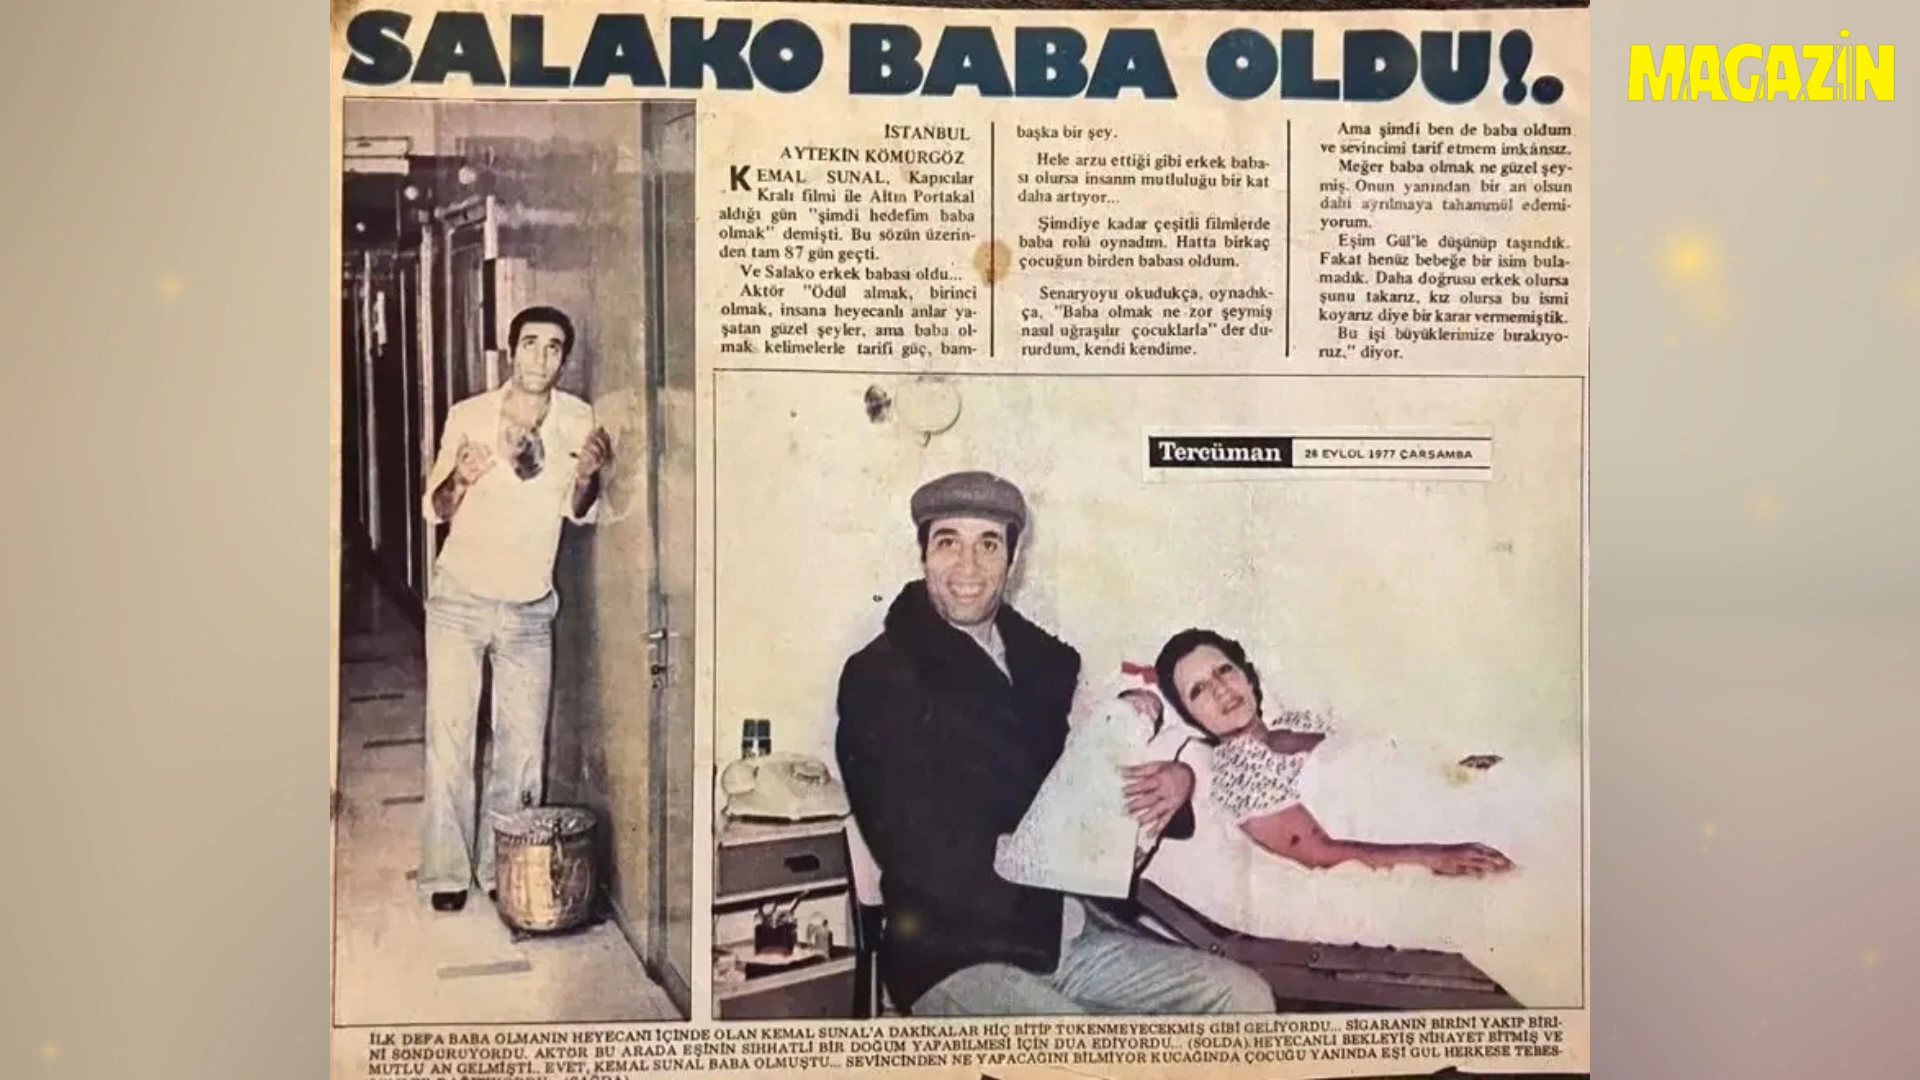 SALAKO BABA OLDU!.
MAGAZİN
İSTANBUL
AYTEKİN KÖMÜRGÖZ
KEMAL SUNAL, Kapıcılar
Kralı filmi ile Altın Portakal
aldığı gün "şimdi hedefim baba
olmak" demişti. Bu sözün üzerin-
den tam 87 gün geçti.
Ve Salako erkek babası oldu...
Aktör "Ödül almak, birinci
olmak, insana heyecanlı anlar ya-
şatan güzel şeyler, ama baba ol-
mak kelimelerle tarifi güç, bam-
başka bir şey.
Hele arzu ettiği gibi erkek baba-
sı olursa insanın mutluluğu bir kat
daha artıyor...
Şimdiye kadar çeşitli filmlerde
baba rolü oynadım. Hatta birkaç
çocuğun birden babası oldum.
Senaryoyu okudukça, oynadık-
ça, "Baba olmak ne zor şeymiş
nasıl uğraşılır çocuklarla" der du-
rurdum, kendi kendime.
Ama şimdi ben de baba oldum
ve sevincimi tarif etmem imkânsız.
Meğer baba olmak ne güzel şey-
miş. Onun yanından bir an olsun
dahi ayrılmaya tahammül edemi-
yorum.
Eşim Gül'le düşünüp taşındık.
Fakat henüz bebeğe bir isim bula-
madık. Daha doğrusu erkek olursa
şunu takarız, kız olursa bu ismi
koyarız diye bir karar vermemiştik.
Bu işi büyüklerimize bırakıyo-
ruz," diyor.
Tercüman 28 EYLÜL 1977 ÇARŞAMBA
İLK DEFA BABA OLMANIN HEYECANI İÇİNDE OLAN KEMAL SUNAL'A DAKİKALAR HİÇ BİTİP TÜKENMEYECEKMİŞ GİBİ GELİYORDU... SİGARANIN BİRİNİ YAKIP BİRİ-
Nİ SÖNDÜRÜYORDU. AKTÖR BU ARADA EŞİNİN SIHHATLİ BİR DOĞUM YAPABİLMESİ İÇİN DUA EDİYORDU... (SOLDA). HEYECANLI BEKLEYİŞ NİHAYET BİTMİŞ VE
MUTLU AN GELMİŞTİ.. EVET, KEMAL SUNAL BABA OLMUŞTU... SEVİNCİNDEN NE YAPACAĞINI BİLMİYOR KUCAĞINDA ÇOCUĞU YANINDA EŞİ GÜL HERKESE TEBES-